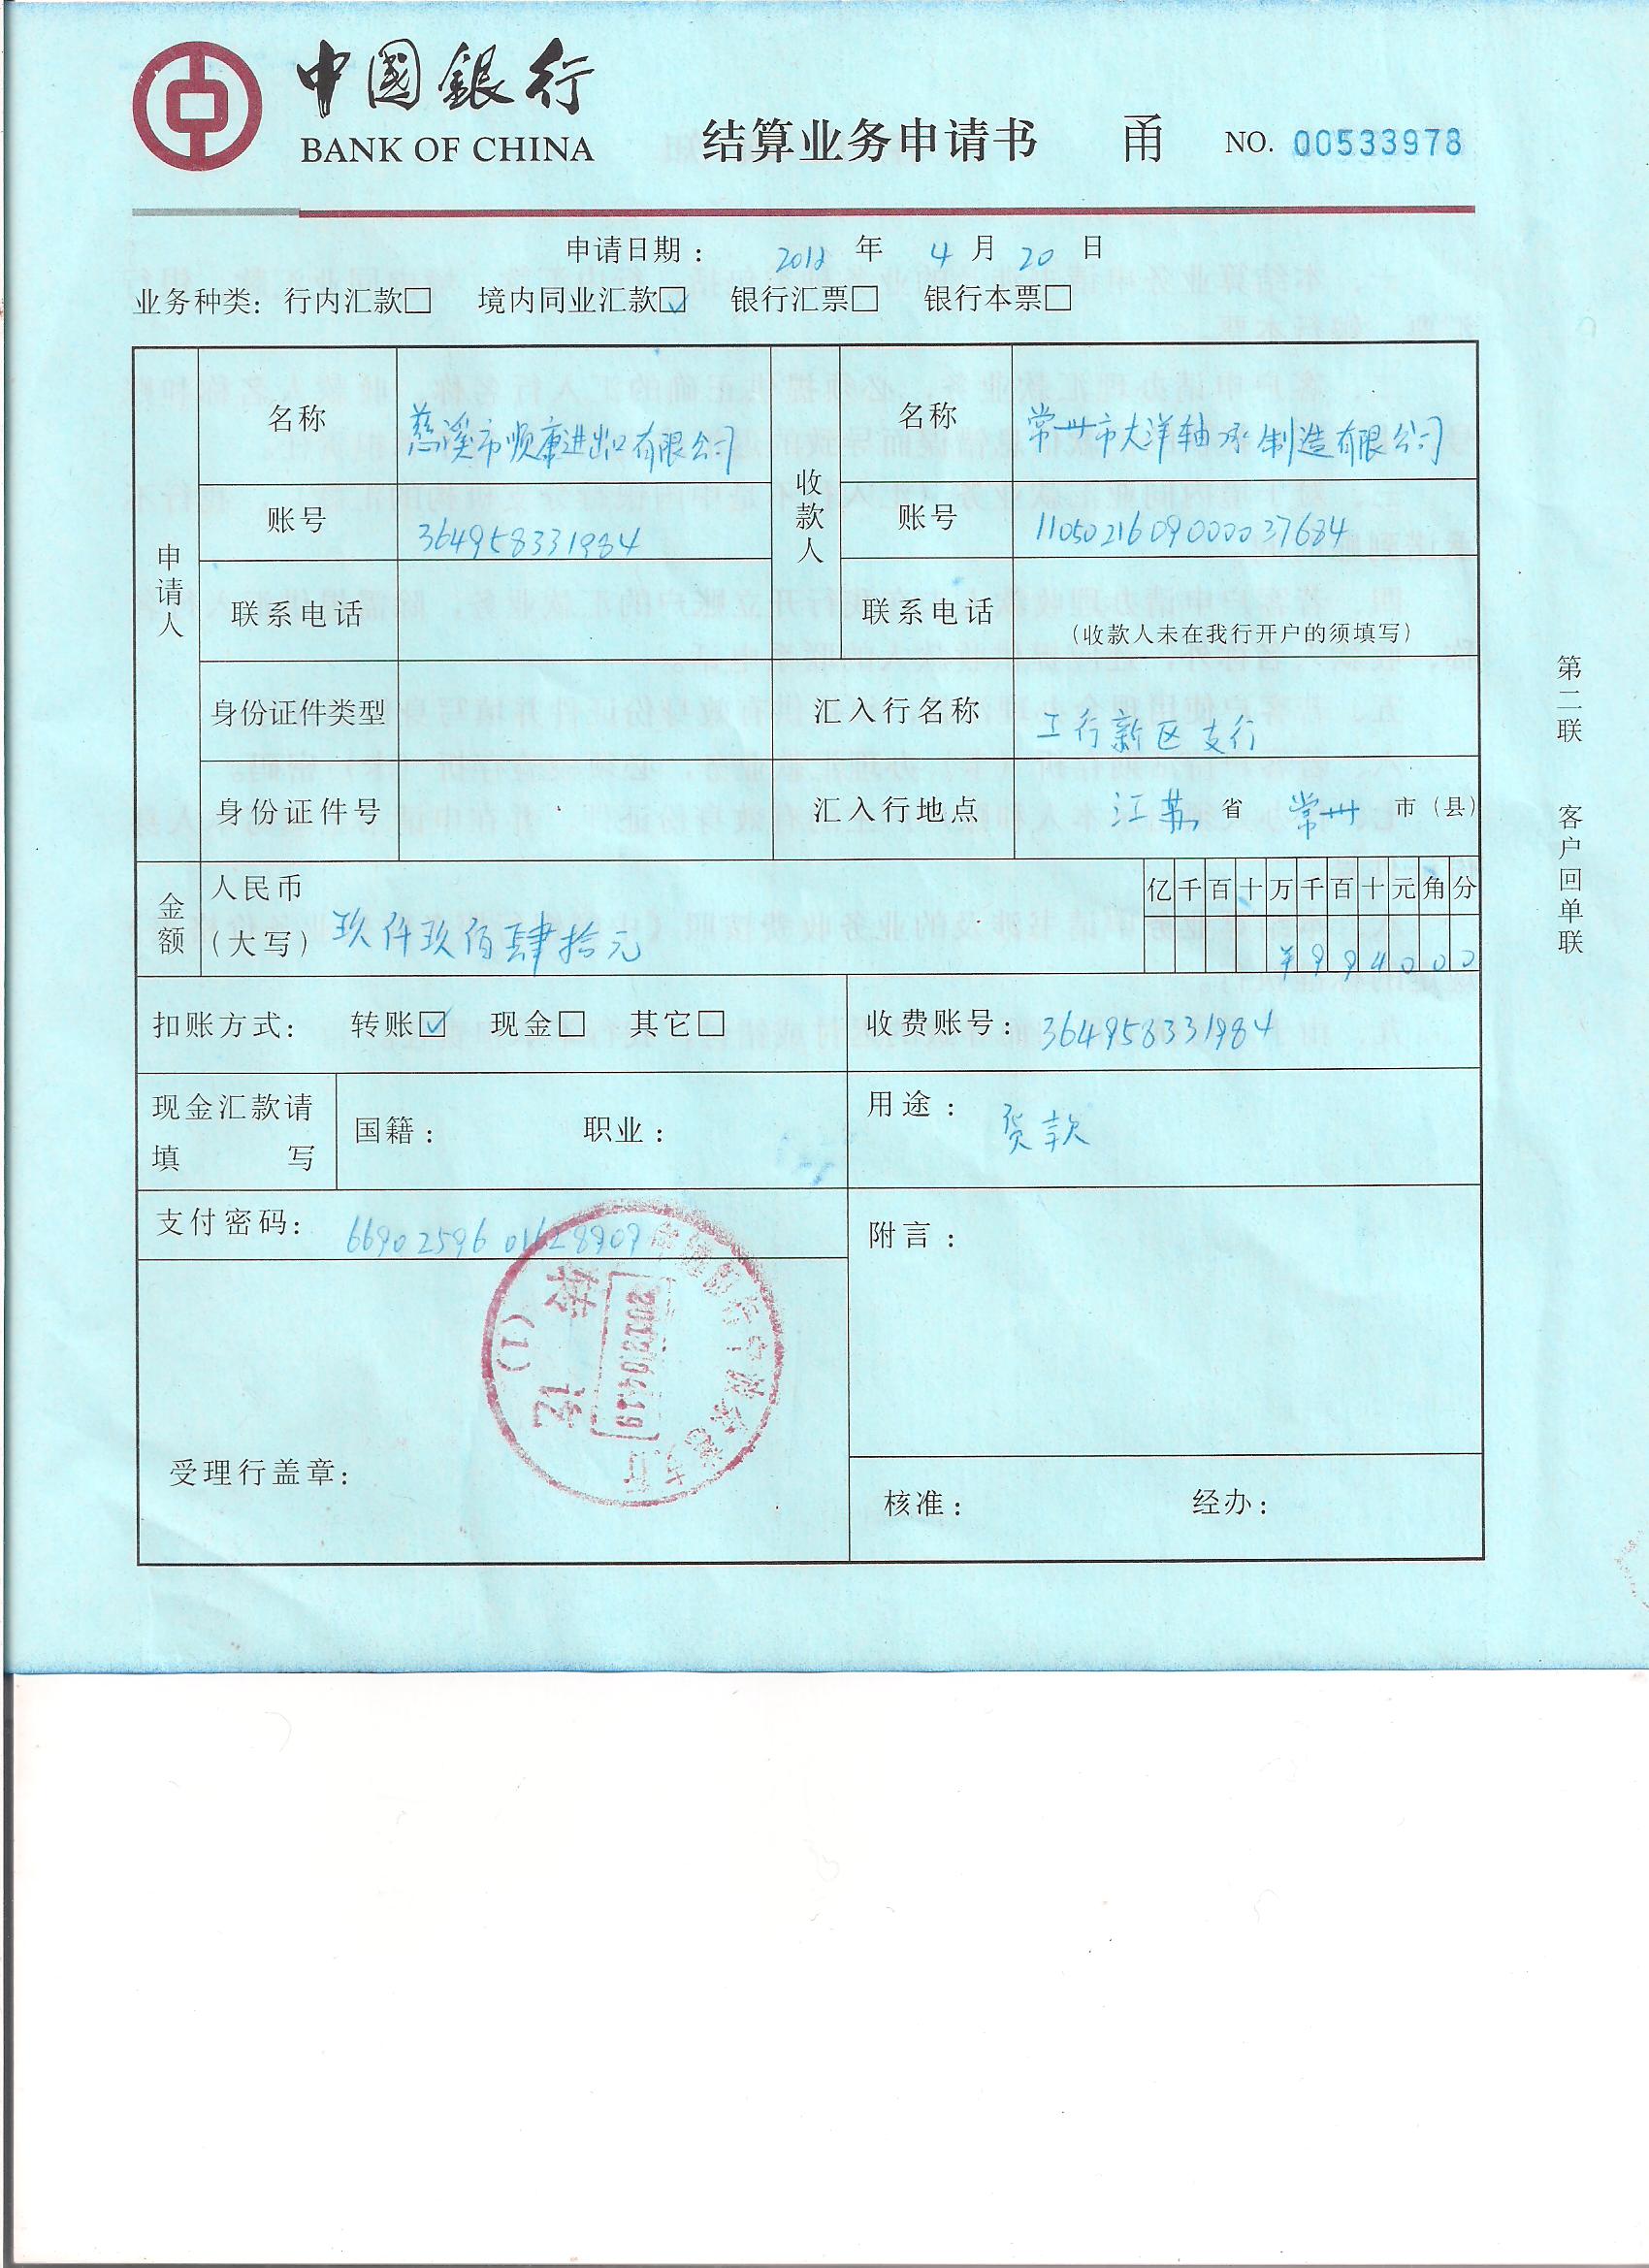 中國銀行
BANK OF CHINA
结算业务申请书 甬 NO. 00533978
申请日期： 2012 年 4 月 20 日
业务种类： 行内汇款□ 境内同业汇款☑ 银行汇票□ 银行本票□
申请人
名称 慈溪市顺康进出口有限公司
账号 364958331984
联系电话
身份证件类型
身份证件号
收款人
名称 常州市大洋轴承制造有限公司
账号 1105021609000037684
联系电话 （收款人未在我行开户的须填写）
汇入行名称 工行新区支行
汇入行地点 江苏 省 常州 市（县）
金额
人民币
（大写） 玖仟玖佰肆拾元
亿 千 百 十 万 千 百 十 元 角 分
¥ 9 9 4 0 0 0
扣账方式： 转账☑ 现金□ 其它□
收费账号： 364958331984
现金汇款请
填 写
国籍： 职业：
用途： 货款
支付密码： 6690 2596 0162 8909
附言：
转讫
(1)
受理行盖章：
核准： 经办：
第二联 客户回单联